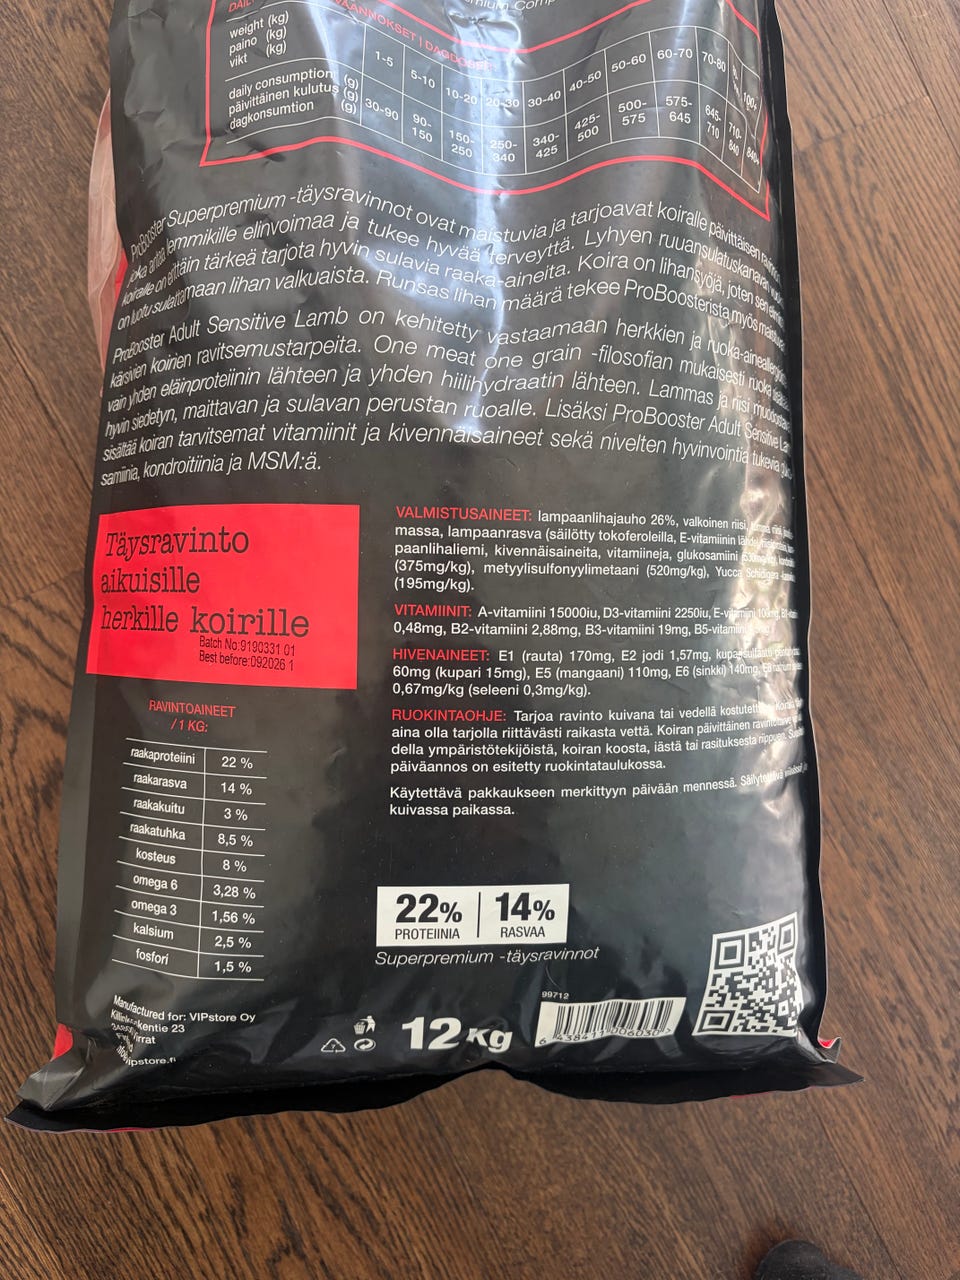 weight (kg)
paino (kg)
vikt (kg)
1-5 5-10 10-20 20-30 30-40 40-50 50-60 60-70 70-80 100+
daily consumption (g)
päivittäinen kulutus (g)
dagkonsumtion (g)
30-90 90-150 150-250 250-340 340-425 425-500 500-575 575-645 645-710 710-840 840+
ProBooster Superpremium -täysravinnot ovat maistuvia ja tarjoavat koiralle päivittäisen
joka antaa lemmikille elinvoimaa ja tukee hyvää terveyttä. Lyhyen ruuansulatuskanavan
koiralle on erittäin tärkeä tarjota hyvin sulavia raaka-aineita. Koira on lihansyöjä, joten sen
on luotu sulattamaan lihan valkuaista. Runsas lihan määrä tekee ProBoosterista myös
ProBooster Adult Sensitive Lamb on kehitetty vastaamaan herkkien ja
kärsivien koirien ravitsemustarpeita. One meat one grain -filosofian mukaisesti ruoka
vain yhden eläinproteiinin lähteen ja yhden hiilihydraatin lähteen. Lammas ja riisi
hyvin siedetyn, maittavan ja sulavan perustan ruoalle. Lisäksi ProBooster Adult Sensitive
sisältää koiran tarvitsemat vitamiinit ja kivennäisaineet sekä nivelten hyvinvointia tukevia
samiinia, kondroitiinia ja MSM:ä.
Täysravinto
aikuisille
herkille koirille
Batch No:9190331 01
Best before:092026 1
VALMISTUSAINEET: lampaanlihajauho 26%, valkoinen riisi,
massa, lampaanrasva (säilötty tokoferoleilla, E-vitamiinin
paanlihaliemi, kivennäisaineita, vitamiineja, glukosamiini
(375mg/kg), metyylisulfonyylimetaani (520mg/kg), Yucca Schidigera
(195mg/kg).
VITAMIINIT: A-vitamiini 15000iu, D3-vitamiini 2250iu, E-vitamiini
0,48mg, B2-vitamiini 2,88mg, B3-vitamiini 19mg, B5-vitamiini
HIVENAINEET: E1 (rauta) 170mg, E2 jodi 1,57mg, kuparisulfaatti
60mg (kupari 15mg), E5 (mangaani) 110mg, E6 (sinkki) 140mg,
0,67mg/kg (seleeni 0,3mg/kg).
RUOKINTAOHJE: Tarjoa ravinto kuivana tai vedellä
aina olla tarjolla riittävästi raikasta vettä. Koiran päivittäinen
della ympäristötekijöistä, koiran koosta, iästä tai rasituksesta riippuen.
päiväannos on esitetty ruokintataulukossa.
Käytettävä pakkaukseen merkittyyn päivään mennessä. Säilytettävä
kuivassa paikassa.
RAVINTOAINEET
/ 1 KG:
raakaproteiini 22 %
raakarasva 14 %
raakakuitu 3 %
raakatuhka 8,5 %
kosteus 8 %
omega 6 3,28 %
omega 3 1,56 %
kalsium 2,5 %
fosfori 1,5 %
22% 14%
PROTEIINIA RASVAA
Superpremium -täysravinnot
Manufactured for: VIPstore Oy
99712
12 KG